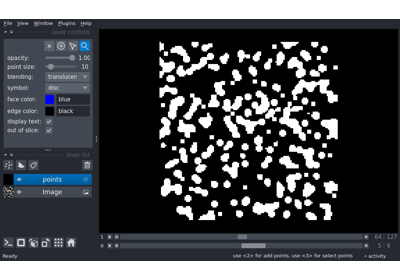 File View Window Plugins Help
layer controls
opacity: 1.00
point size: 10
blending: translucen
symbol: disc
face color: blue
edge color: black
display text:
out of slice:
layer list
points
Image
1 64 127
0 5 9
Ready use <2> for add points, use <3> for select points activity